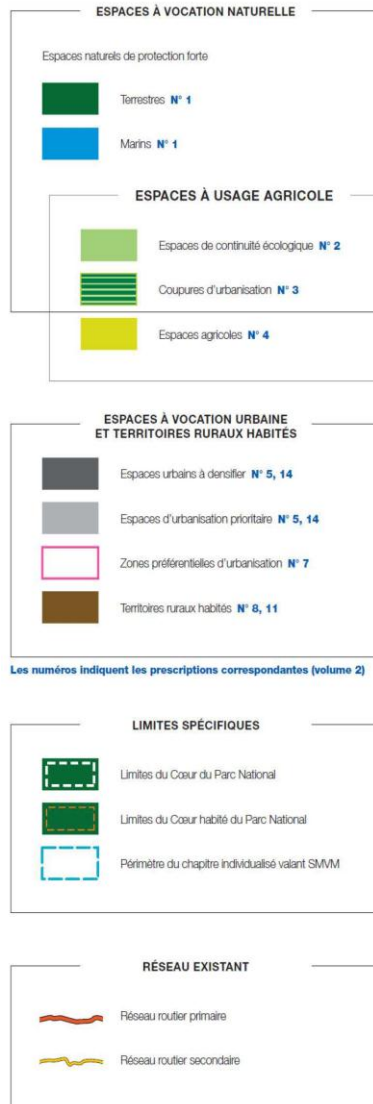 ESPACES À VOCATION NATURELLE
Espaces naturels de protection forte
Terrestres N° 1
Marins N° 1
ESPACES À USAGE AGRICOLE
Espaces de continuité écologique N° 2
Coupures d'urbanisation N° 3
Espaces agricoles N° 4
ESPACES À VOCATION URBAINE
ET TERRITOIRES RURAUX HABITÉS
Espaces urbains à densifier N° 5, 14
Espaces d'urbanisation prioritaire N° 5, 14
Zones préférentielles d'urbanisation N° 7
Territoires ruraux habités N° 8, 11
Les numéros indiquent les prescriptions correspondantes (volume 2)
LIMITES SPÉCIFIQUES
Limites du Cœur du Parc National
Limites du Cœur habité du Parc National
Périmètre du chapitre individualisé valant SMVM
RÉSEAU EXISTANT
Réseau routier primaire
Réseau routier secondaire